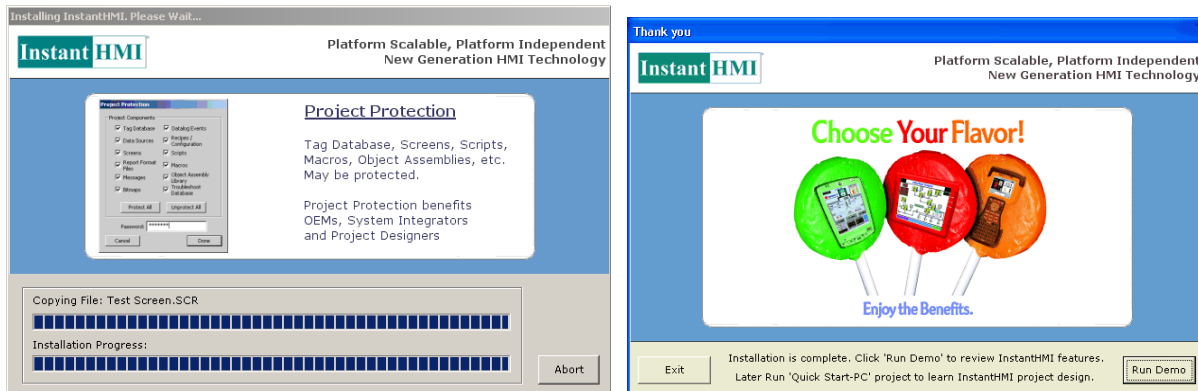 Installing InstantHMI. Please Wait...
Instant HMI
Platform Scalable, Platform Independent
New Generation HMI Technology
Project Protection
Project Components
Tag Database
Datalog Events
Data Sources
Recipes /
Configuration
Screens
Scripts
Report Format
Files
Macros
Messages
Object Assembly
Library
Bitmaps
Troubleshoot
Database
Protect All
Unprotect All
Password:
*******
Cancel
Done
Project Protection
Tag Database, Screens, Scripts,
Macros, Object Assemblies, etc.
May be protected.
Project Protection benefits
OEMs, System Integrators
and Project Designers
Copying File: Test Screen.SCR
Installation Progress:
Abort
Thank you
Instant HMI
Platform Scalable, Platform Independent
New Generation HMI Technology
Choose Your Flavor!
Enjoy the Benefits.
Exit
Installation is complete. Click 'Run Demo' to review InstantHMI features.
Later Run 'Quick Start-PC' project to learn InstantHMI project design.
Run Demo